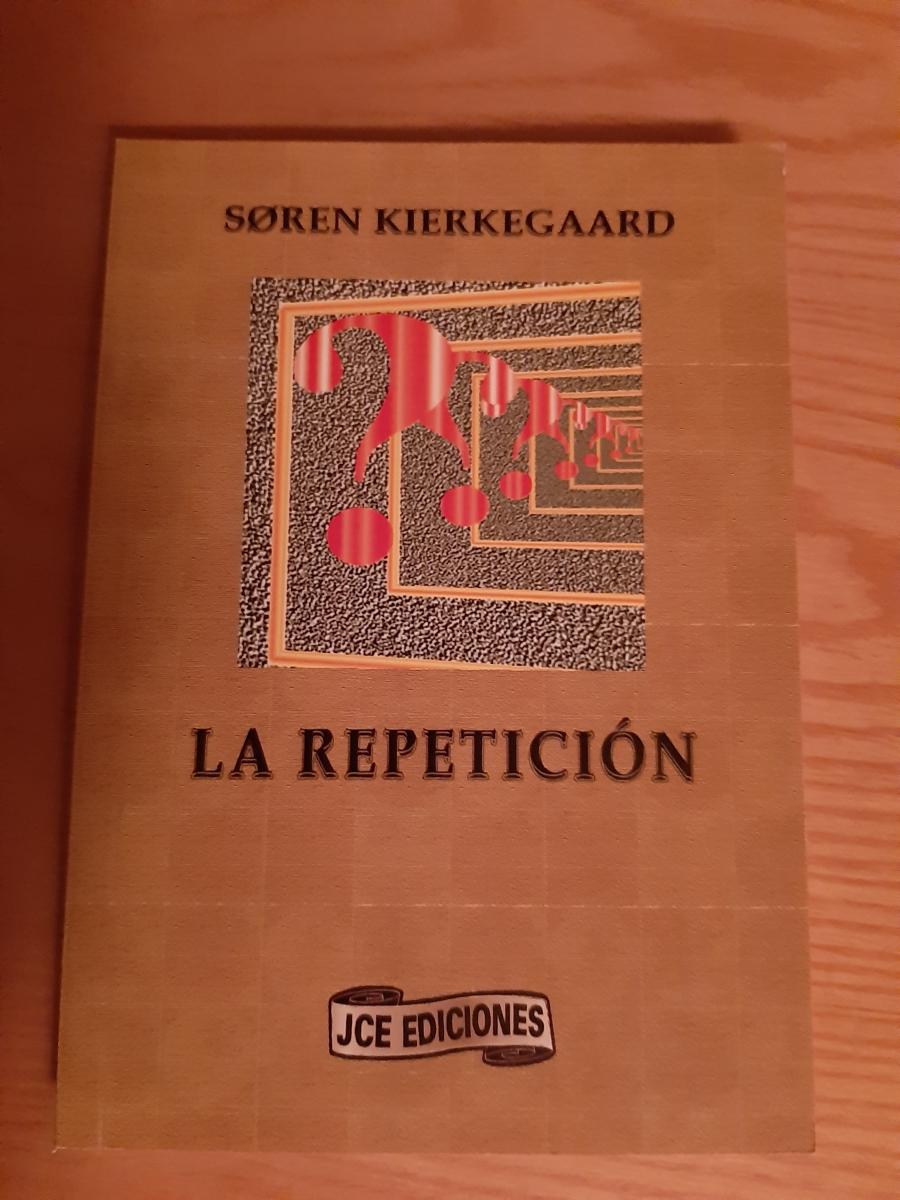 SØREN KIERKEGAARD
LA REPETICIÓN
JCE EDICIONES